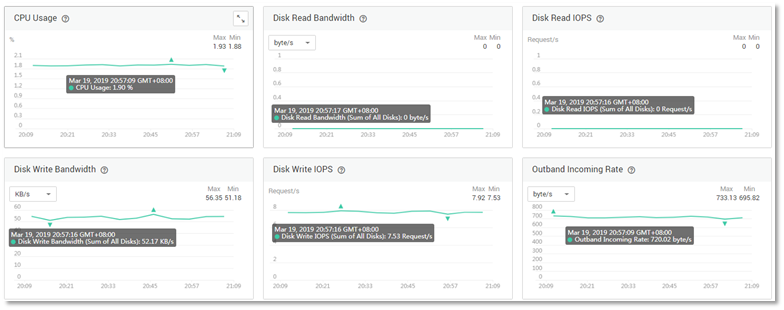 CPU Usage
%
Max Min
1.93 1.88
2.1
1.8
1.5
1.2
0.9
0.6
0.3
0
Mar 19, 2019 20:57:09 GMT+08:00
CPU Usage: 1.90 %
20:09 20:21 20:33 20:45 20:57 21:09
Disk Read Bandwidth
byte/s
Max Min
0 0
1
0.8
0.6
0.4
0.2
0
Mar 19, 2019 20:57:17 GMT+08:00
Disk Read Bandwidth (Sum of All Disks): 0 byte/s
20:09 20:21 20:33 20:45 20:57 21:09
Disk Read IOPS
Request/s
Max Min
0 0
1
0.8
0.6
0.4
0.2
0
Mar 19, 2019 20:57:16 GMT+08:00
Disk Read IOPS (Sum of All Disks): 0 Request/s
20:09 20:21 20:33 20:45 20:57 21:09
Disk Write Bandwidth
KB/s
Max Min
56.35 51.18
60
50
20
10
0
Mar 19, 2019 20:57:16 GMT+08:00
Disk Write Bandwidth (Sum of All Disks): 52.17 KB/s
20:09 20:21 20:33 20:45 20:57 21:09
Disk Write IOPS
Request/s
Max Min
7.92 7.53
8
6
4
2
0
Mar 19, 2019 20:57:16 GMT+08:00
Disk Write IOPS (Sum of All Disks): 7.53 Request/s
20:09 20:21 20:33 20:45 20:57 21:09
Outband Incoming Rate
byte/s
Max Min
733.13 695.82
800
700
600
500
400
300
200
100
0
Mar 19, 2019 20:57:09 GMT+08:00
Outband Incoming Rate: 720.02 byte/s
20:09 20:21 20:33 20:45 20:57 21:09